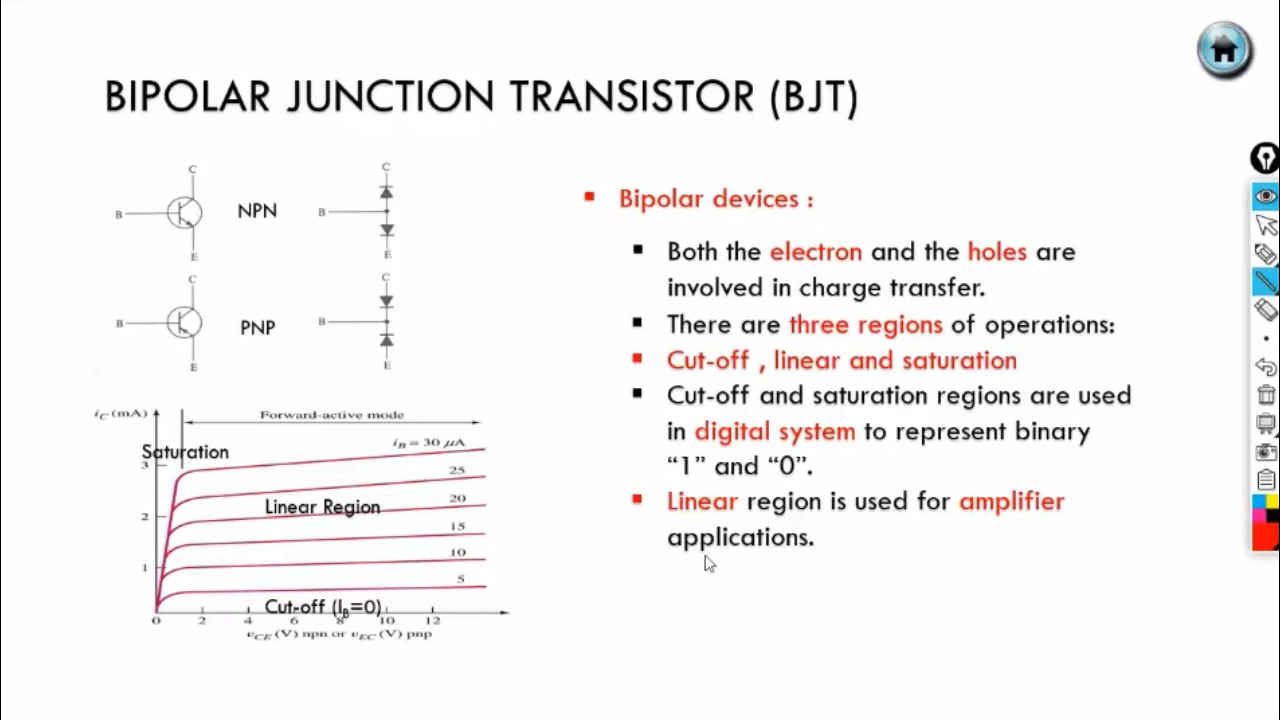 BIPOLAR JUNCTION TRANSISTOR (BJT)
C
B
NPN
E
C
B
E
C
B
PNP
E
C
B
E
▪ Bipolar devices :
▪ Both the electron and the holes are
involved in charge transfer.
▪ There are three regions of operations:
▪ Cut-off , linear and saturation
▪ Cut-off and saturation regions are used
in digital system to represent binary
“1” and “0”.
▪ Linear region is used for amplifier
applications.
iC (mA)
Forward-active mode
Saturation
iB = 30 μA
3
25
20
Linear Region
2
15
10
1
5
Cut-off (IB=0)
0 2 4 6 8 10 12
vCE (V) npn or vEC (V) pnp